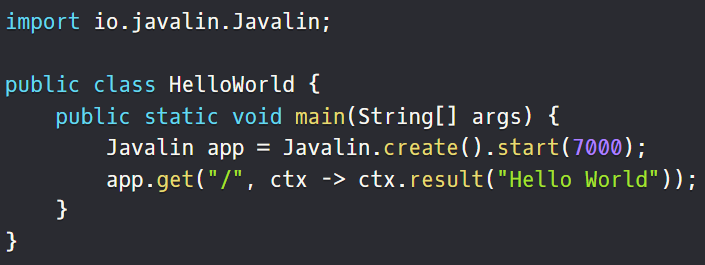 import io.javalin.Javalin;

public class HelloWorld {
    public static void main(String[] args) {
        Javalin app = Javalin.create().start(7000);
        app.get("/", ctx -> ctx.result("Hello World"));
    }
}